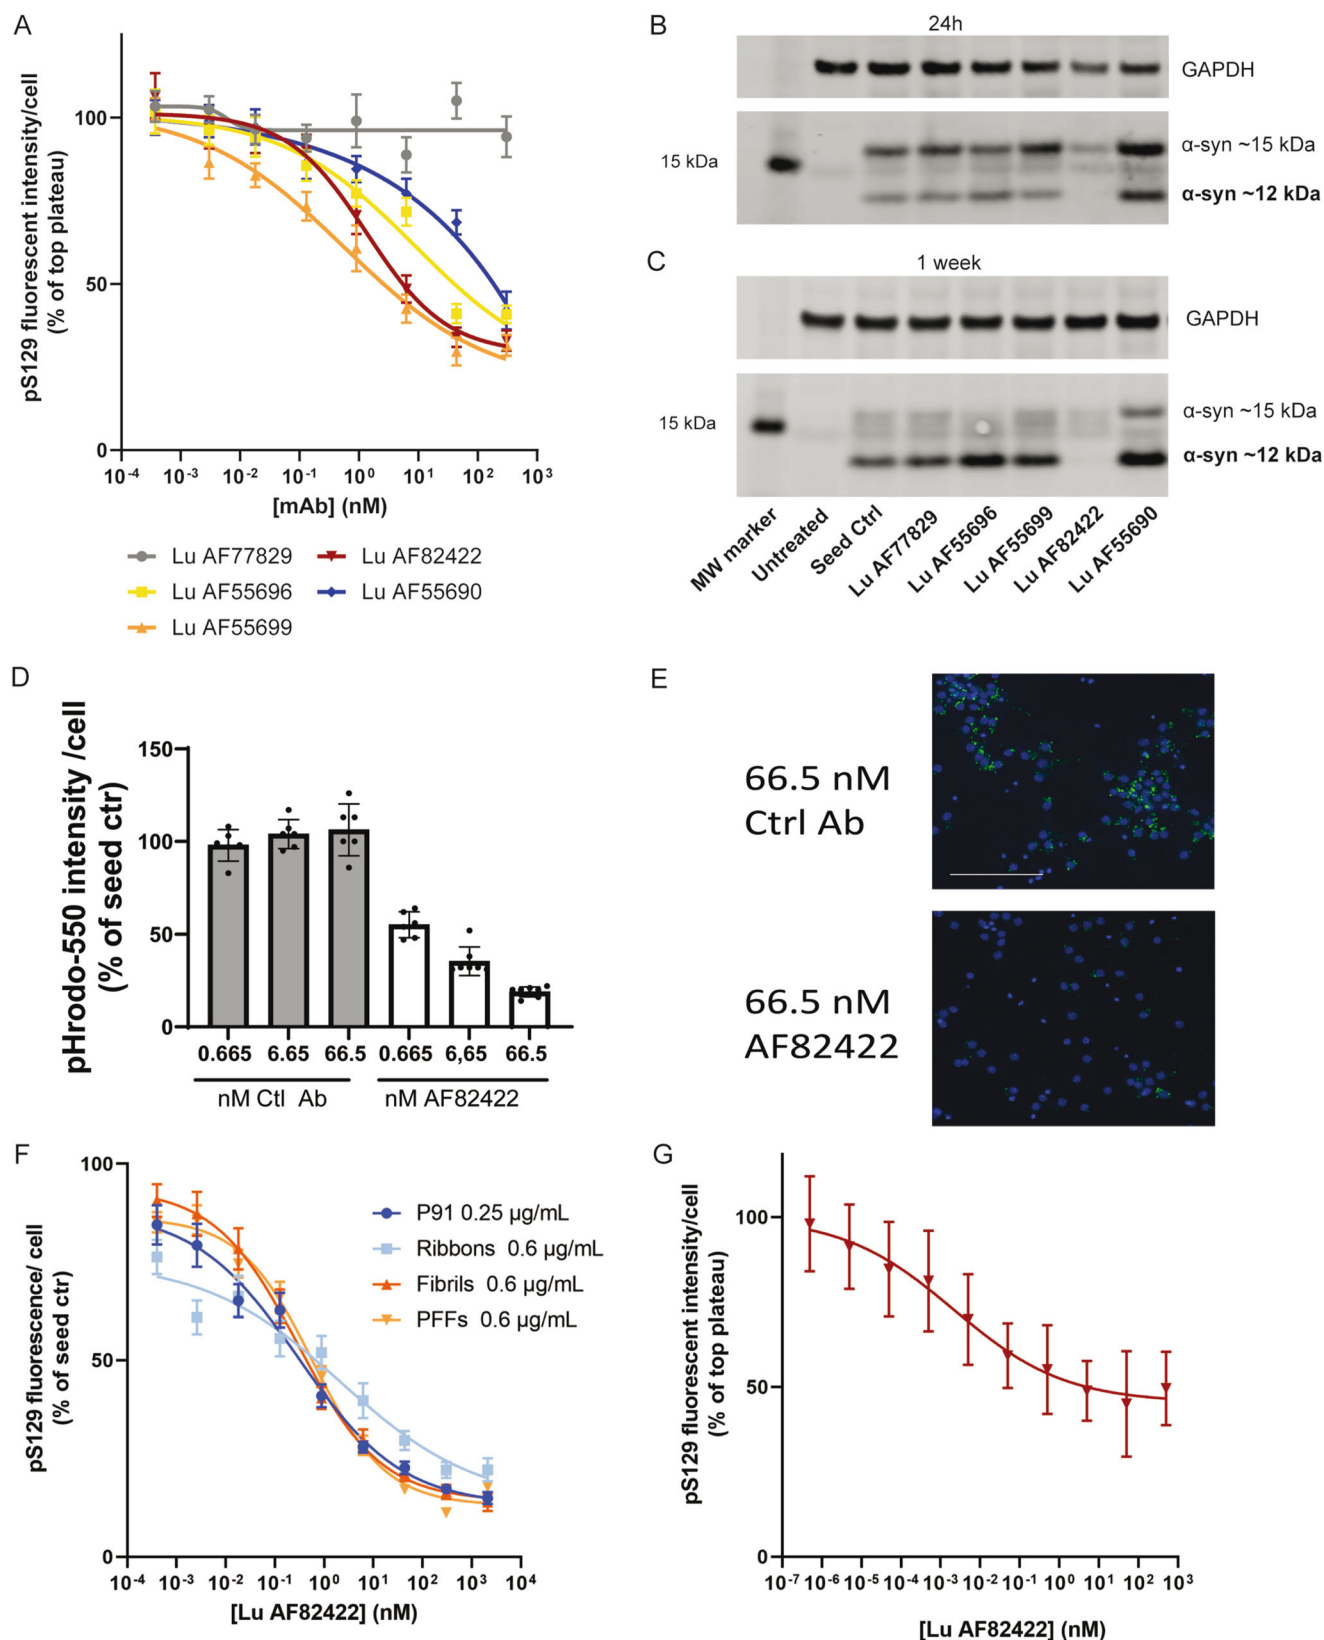 A
pS129 fluorescent intensity/cell
(% of top plateau)
100
50
0
10-4 10-3 10-2 10-1 100 101 102 103
[mAb] (nM)
Lu AF77829
Lu AF82422
Lu AF55696
Lu AF55690
Lu AF55699
B
24h
GAPDH
15 kDa
α-syn ~15 kDa
α-syn ~12 kDa
C
1 week
GAPDH
15 kDa
α-syn ~15 kDa
α-syn ~12 kDa
MW marker
Untreated
Seed Ctrl
Lu AF77829
Lu AF55696
Lu AF55699
Lu AF82422
Lu AF55690
D
pHrodo-550 intensity /cell
(% of seed ctr)
150
100
50
0
0.665 6.65 66.5 0.665 6,65 66.5
nM Ctl Ab
nM AF82422
E
66.5 nM
Ctrl Ab
66.5 nM
AF82422
F
pS129 fluorescence/ cell
(% of seed ctr)
100
50
0
P91 0.25 µg/mL
Ribbons 0.6 µg/mL
Fibrils 0.6 µg/mL
PFFs 0.6 µg/mL
10-4 10-3 10-2 10-1 100 101 102 103 104
[Lu AF82422] (nM)
G
pS129 fluorescent intensity/cell
(% of top plateau)
100
50
0
10-7 10-6 10-5 10-4 10-3 10-2 10-1 100 101 102 103
[Lu AF82422] (nM)